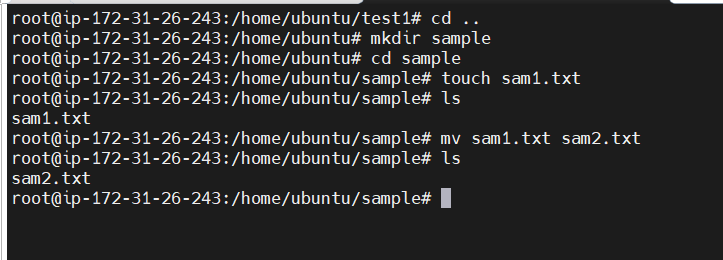 root@ip-172-31-26-243:/home/ubuntu/test1# cd ..
root@ip-172-31-26-243:/home/ubuntu# mkdir sample
root@ip-172-31-26-243:/home/ubuntu# cd sample
root@ip-172-31-26-243:/home/ubuntu/sample# touch sam1.txt
root@ip-172-31-26-243:/home/ubuntu/sample# ls
sam1.txt
root@ip-172-31-26-243:/home/ubuntu/sample# mv sam1.txt sam2.txt
root@ip-172-31-26-243:/home/ubuntu/sample# ls
sam2.txt
root@ip-172-31-26-243:/home/ubuntu/sample#